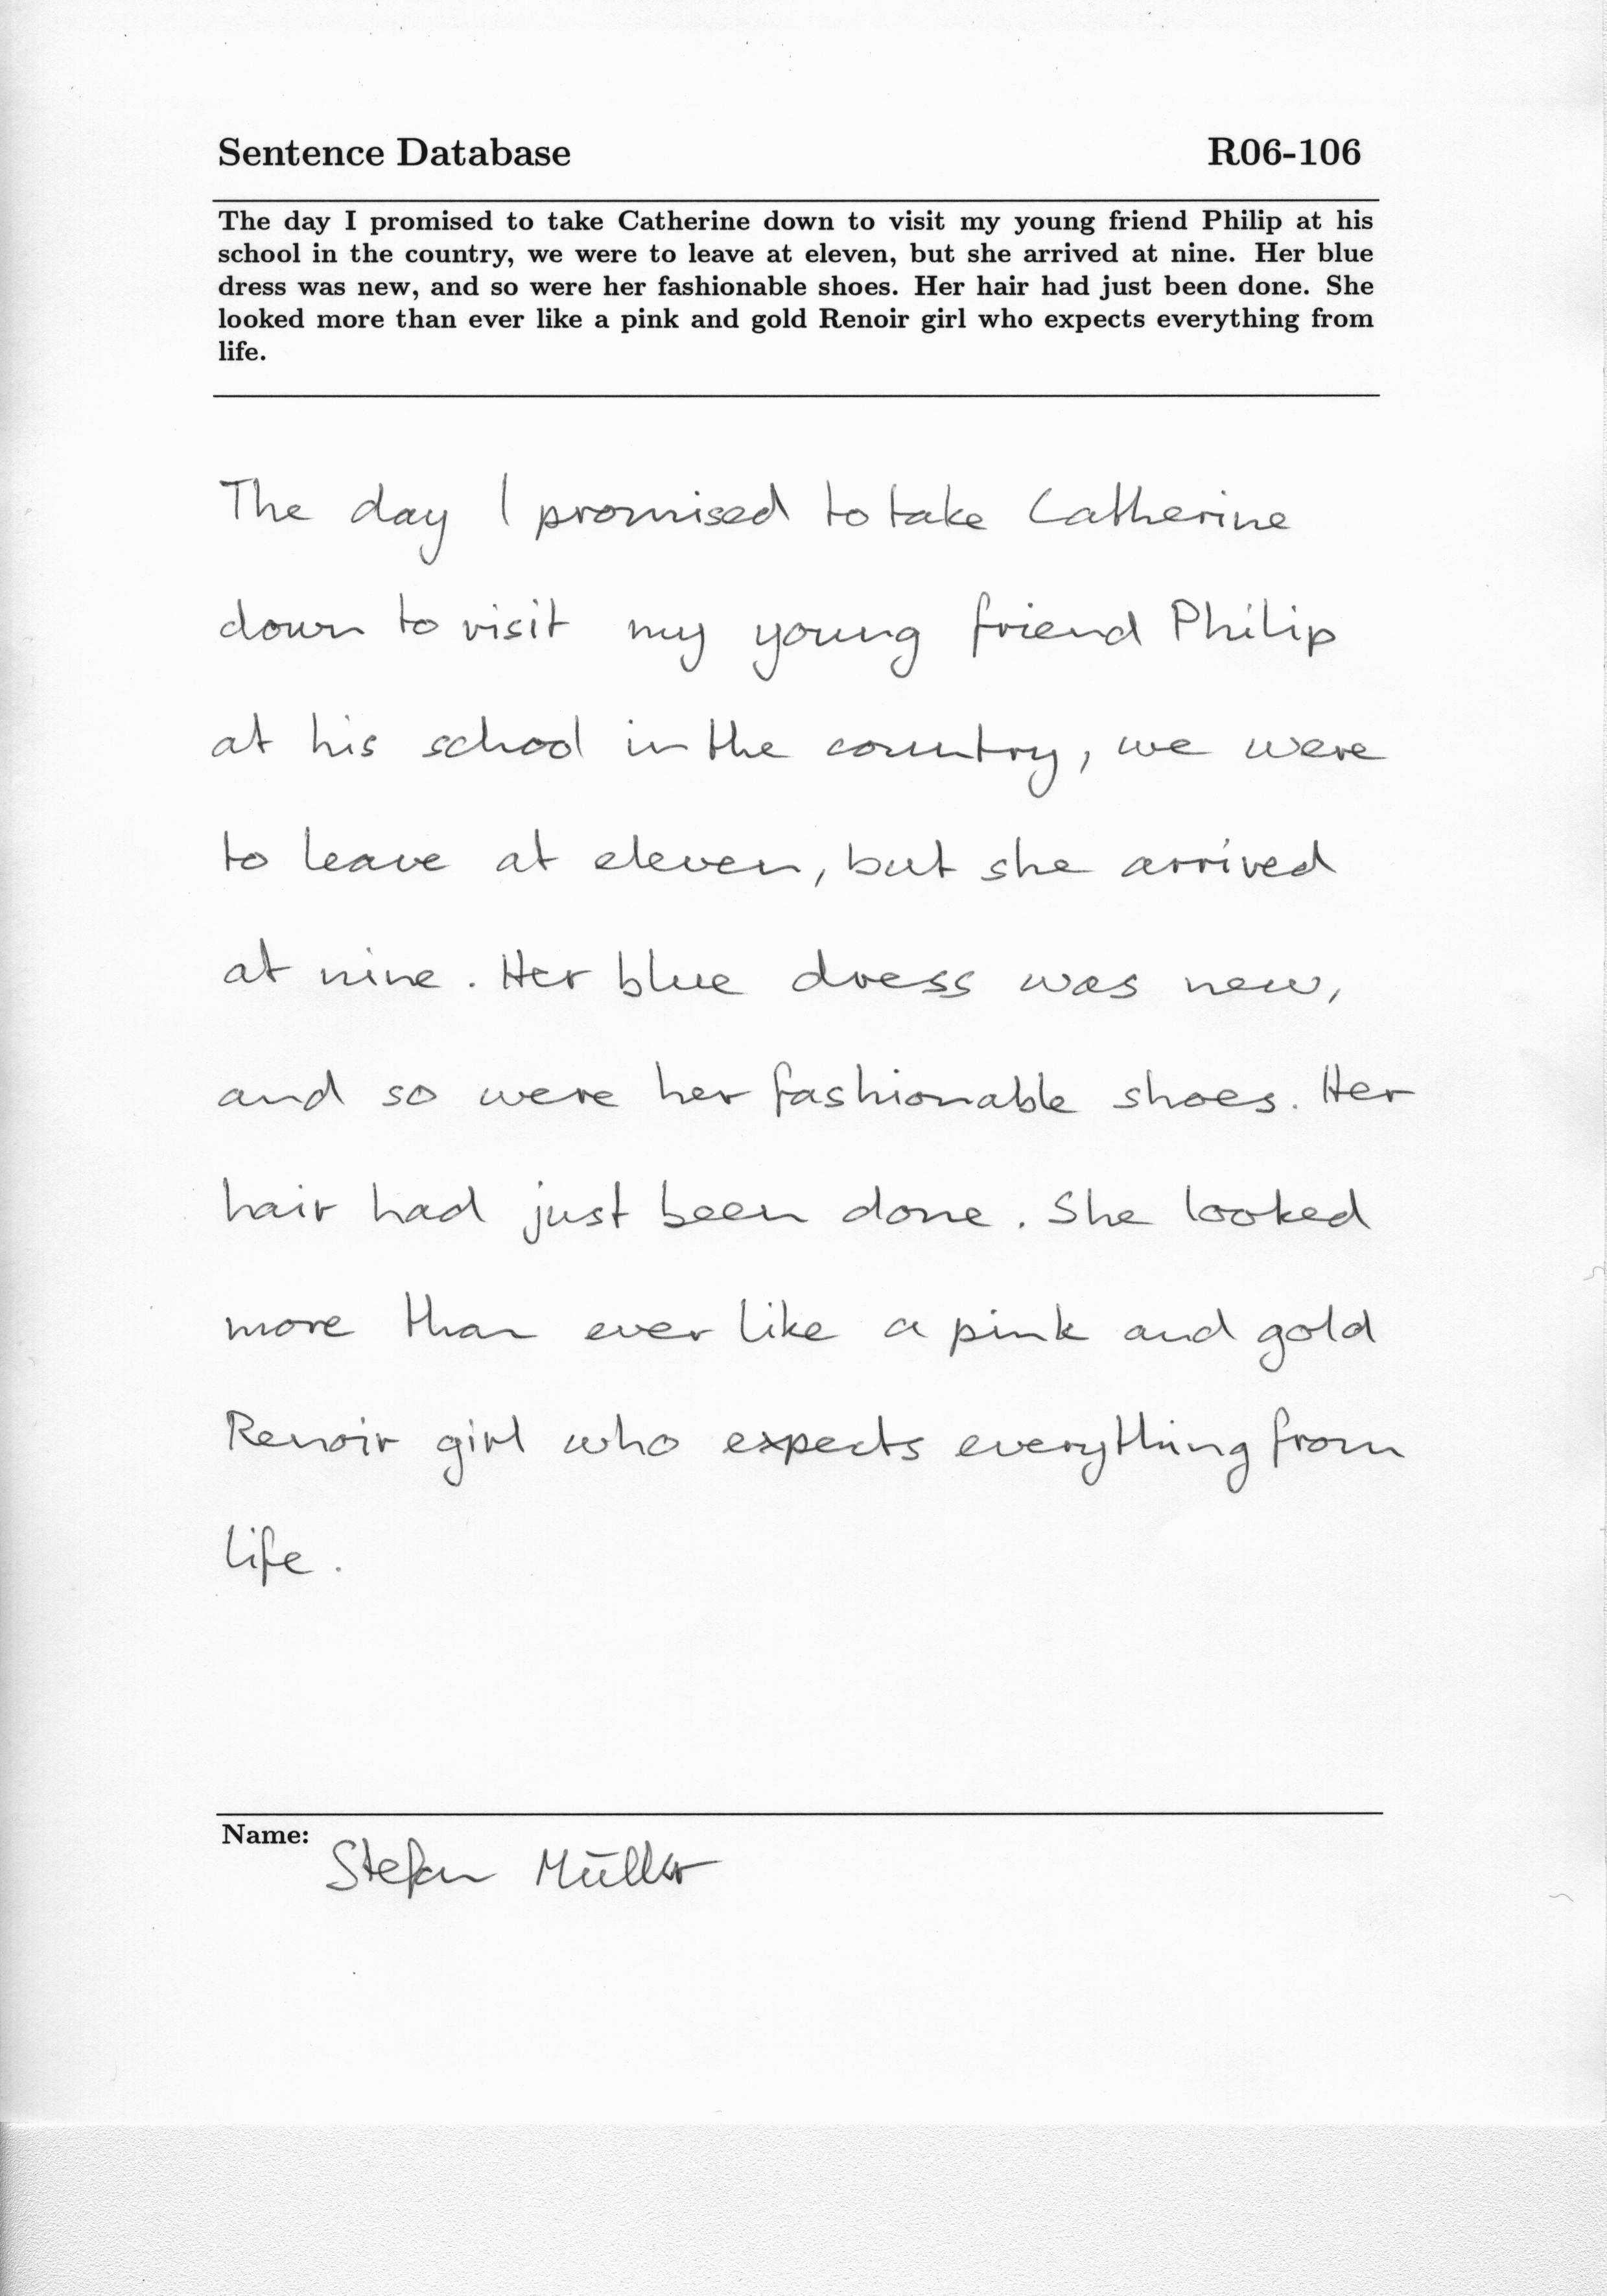 Sentence Database R06-106
The day I promised to take Catherine down to visit my young friend Philip at his
school in the country, we were to leave at eleven, but she arrived at nine. Her blue
dress was new, and so were her fashionable shoes. Her hair had just been done. She
looked more than ever like a pink and gold Renoir girl who expects everything from
life.
The day I promised to take Catherine
down to visit my young friend Philip
at his school in the country, we were
to leave at eleven, but she arrived
at nine. Her blue dress was new,
and so were her fashionable shoes. Her
hair had just been done. She looked
more than ever like a pink and gold
Renoir girl who expects everything from
life.
Name: Stefan Müller